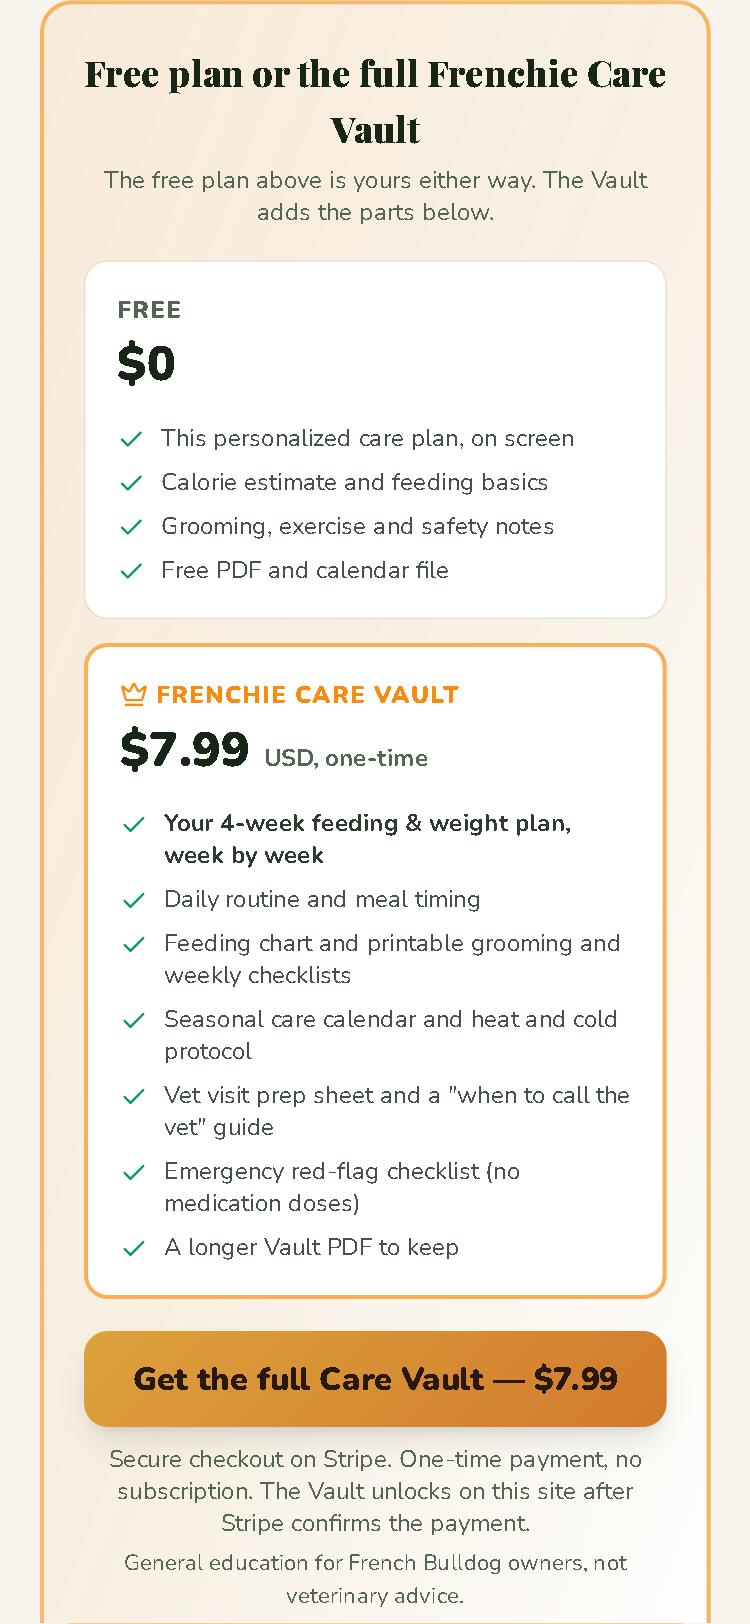 Free plan or the full Frenchie Care
Vault
The free plan above is yours either way. The Vault
adds the parts below.
FREE
$0
This personalized care plan, on screen
Calorie estimate and feeding basics
Grooming, exercise and safety notes
Free PDF and calendar file
FRENCHIE CARE VAULT
$7.99 USD, one-time
Your 4-week feeding & weight plan,
week by week
Daily routine and meal timing
Feeding chart and printable grooming and
weekly checklists
Seasonal care calendar and heat and cold
protocol
Vet visit prep sheet and a "when to call the
vet" guide
Emergency red-flag checklist (no
medication doses)
A longer Vault PDF to keep
Get the full Care Vault — $7.99
Secure checkout on Stripe. One-time payment, no
subscription. The Vault unlocks on this site after
Stripe confirms the payment.
General education for French Bulldog owners, not
veterinary advice.